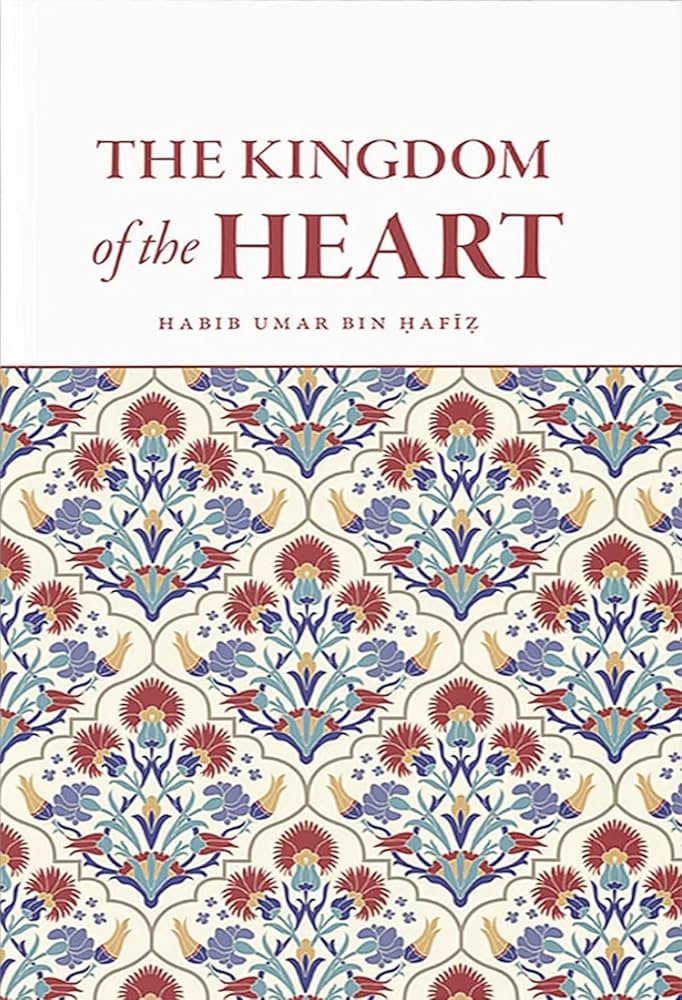 THE KINGDOM
of the HEART
HABIB UMAR BIN ḤAFĪẒ